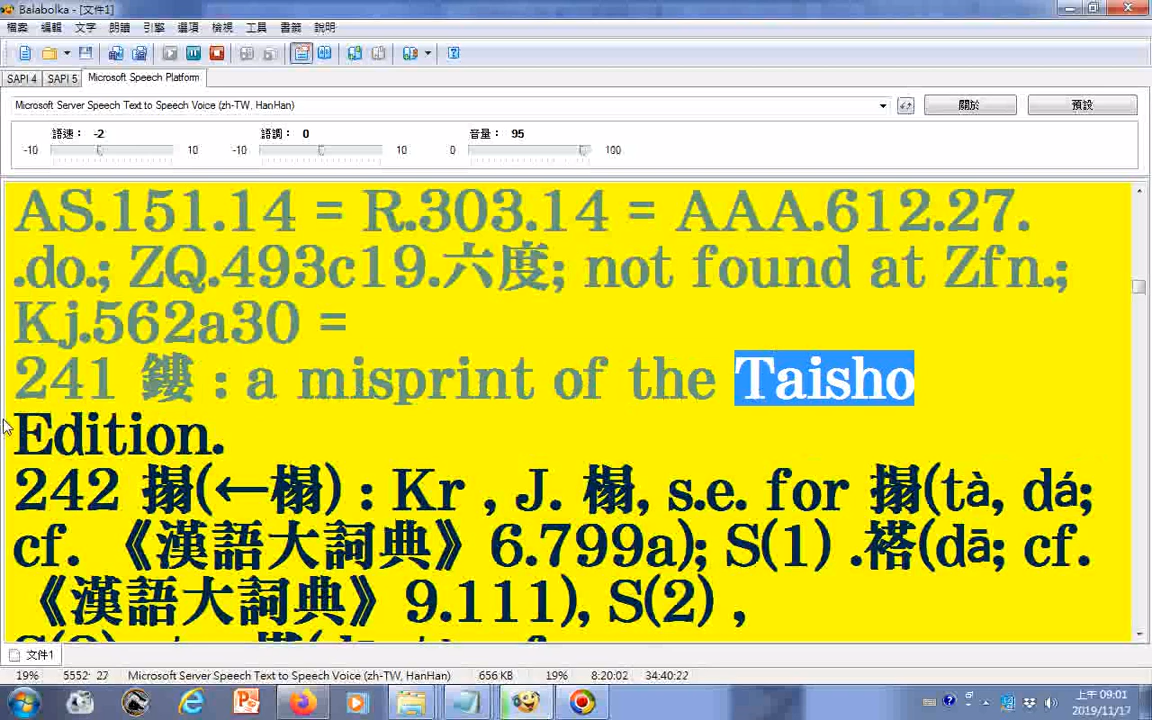 Balabolka - [文件1]
檔案 編輯 文字 朗讀 引擎 選項 檢視 工具 書籤 說明
SAPI 4 SAPI 5 Microsoft Speech Platform
Microsoft Server Speech Text to Speech Voice (zh-TW, HanHan) 關於 預設
語速： -2 語調： 0 音量： 95
-10 10 -10 10 0 100
AS.151.14 = R.303.14 = AAA.612.27.
.do.; ZQ.493c19.六度; not found at Zfn.;
Kj.562a30 =
241 鏤 : a misprint of the Taisho
Edition.
242 搨(←榻) : Kr , J. 榻, s.e. for 搨(tà, dá;
cf. 《漢語大詞典》 6.799a); S(1) .褡(dā; cf.
《漢語大詞典》 9.111), S(2) ,
文件1
19% 5552: 27 Microsoft Server Speech Text to Speech Voice (zh-TW, HanHan) 656 KB 19% 8:20:02 34:40:22
上午 09:01
2019/11/17